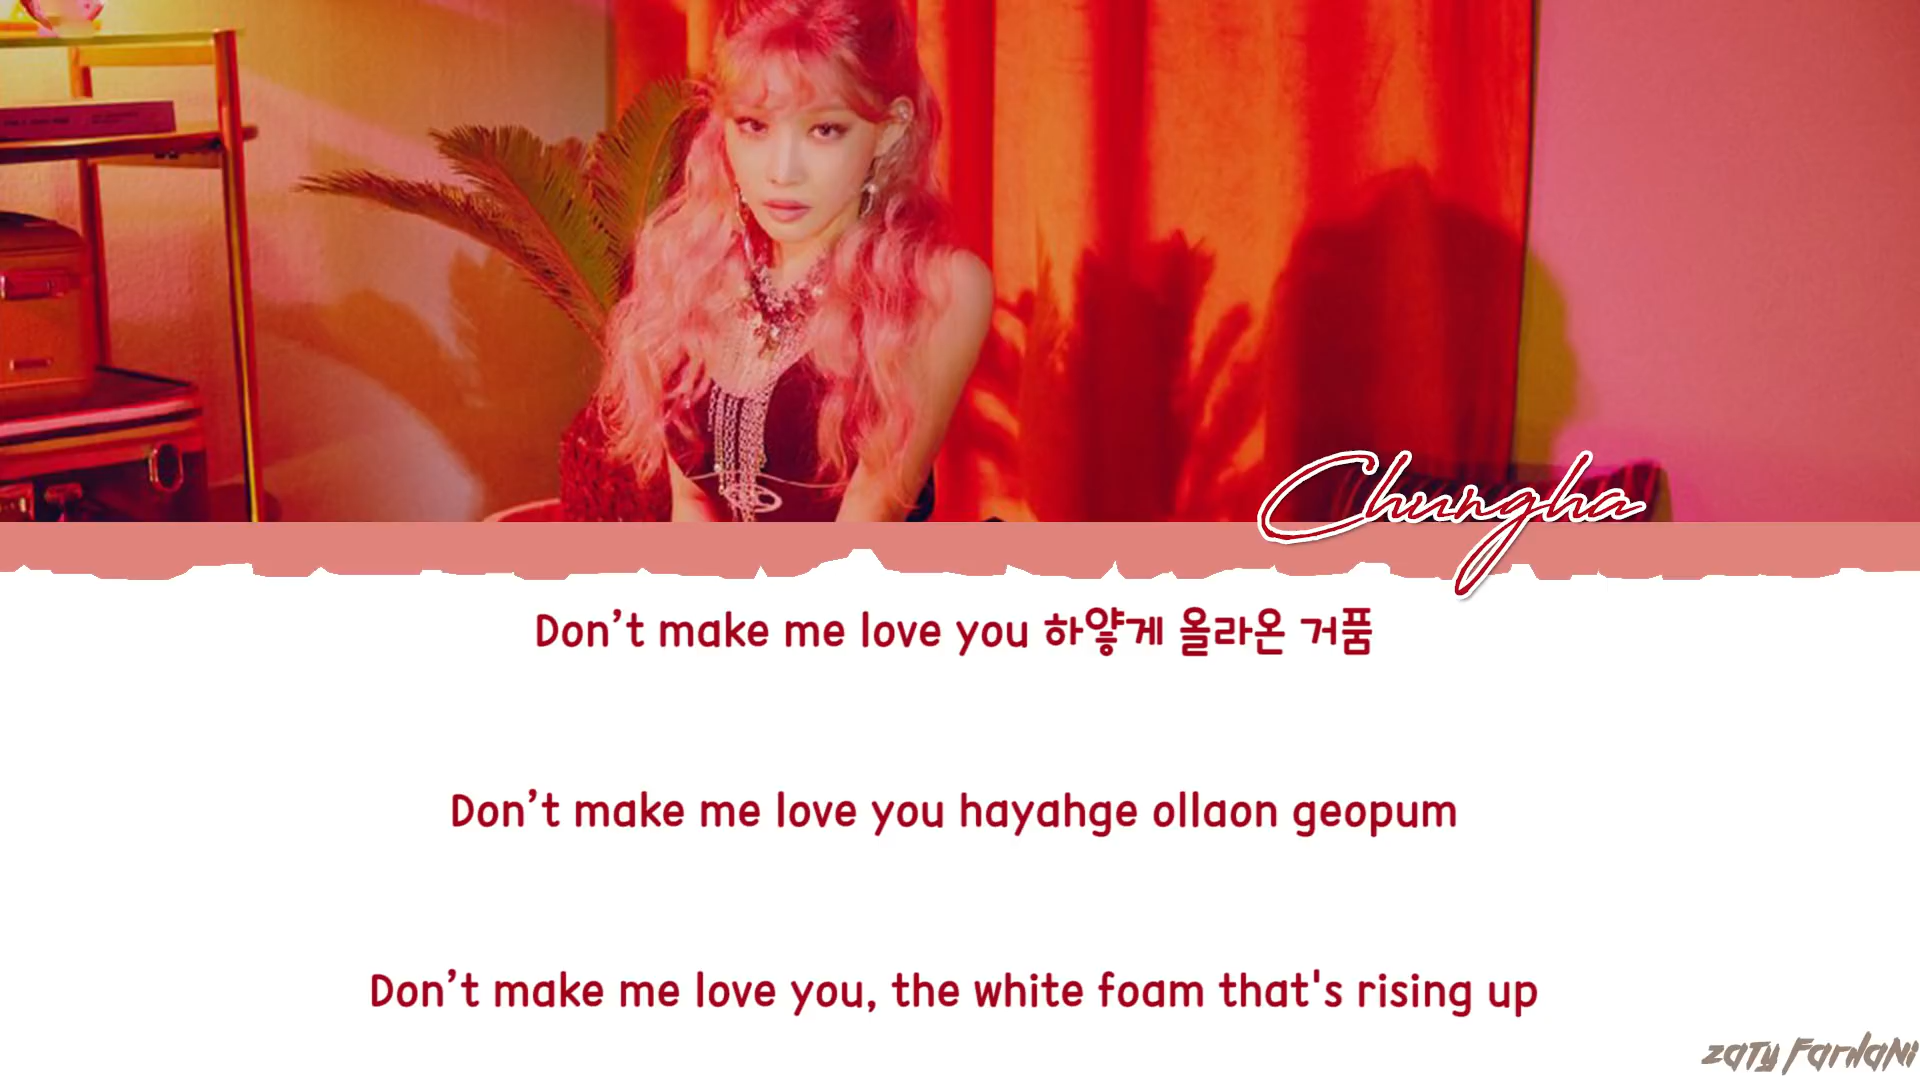 Chungha
Don’t make me love you 하얗게 올라온 거품
Don’t make me love you hayahge ollaon geopum
Don’t make me love you, the white foam that's rising up
Zaty Fardani